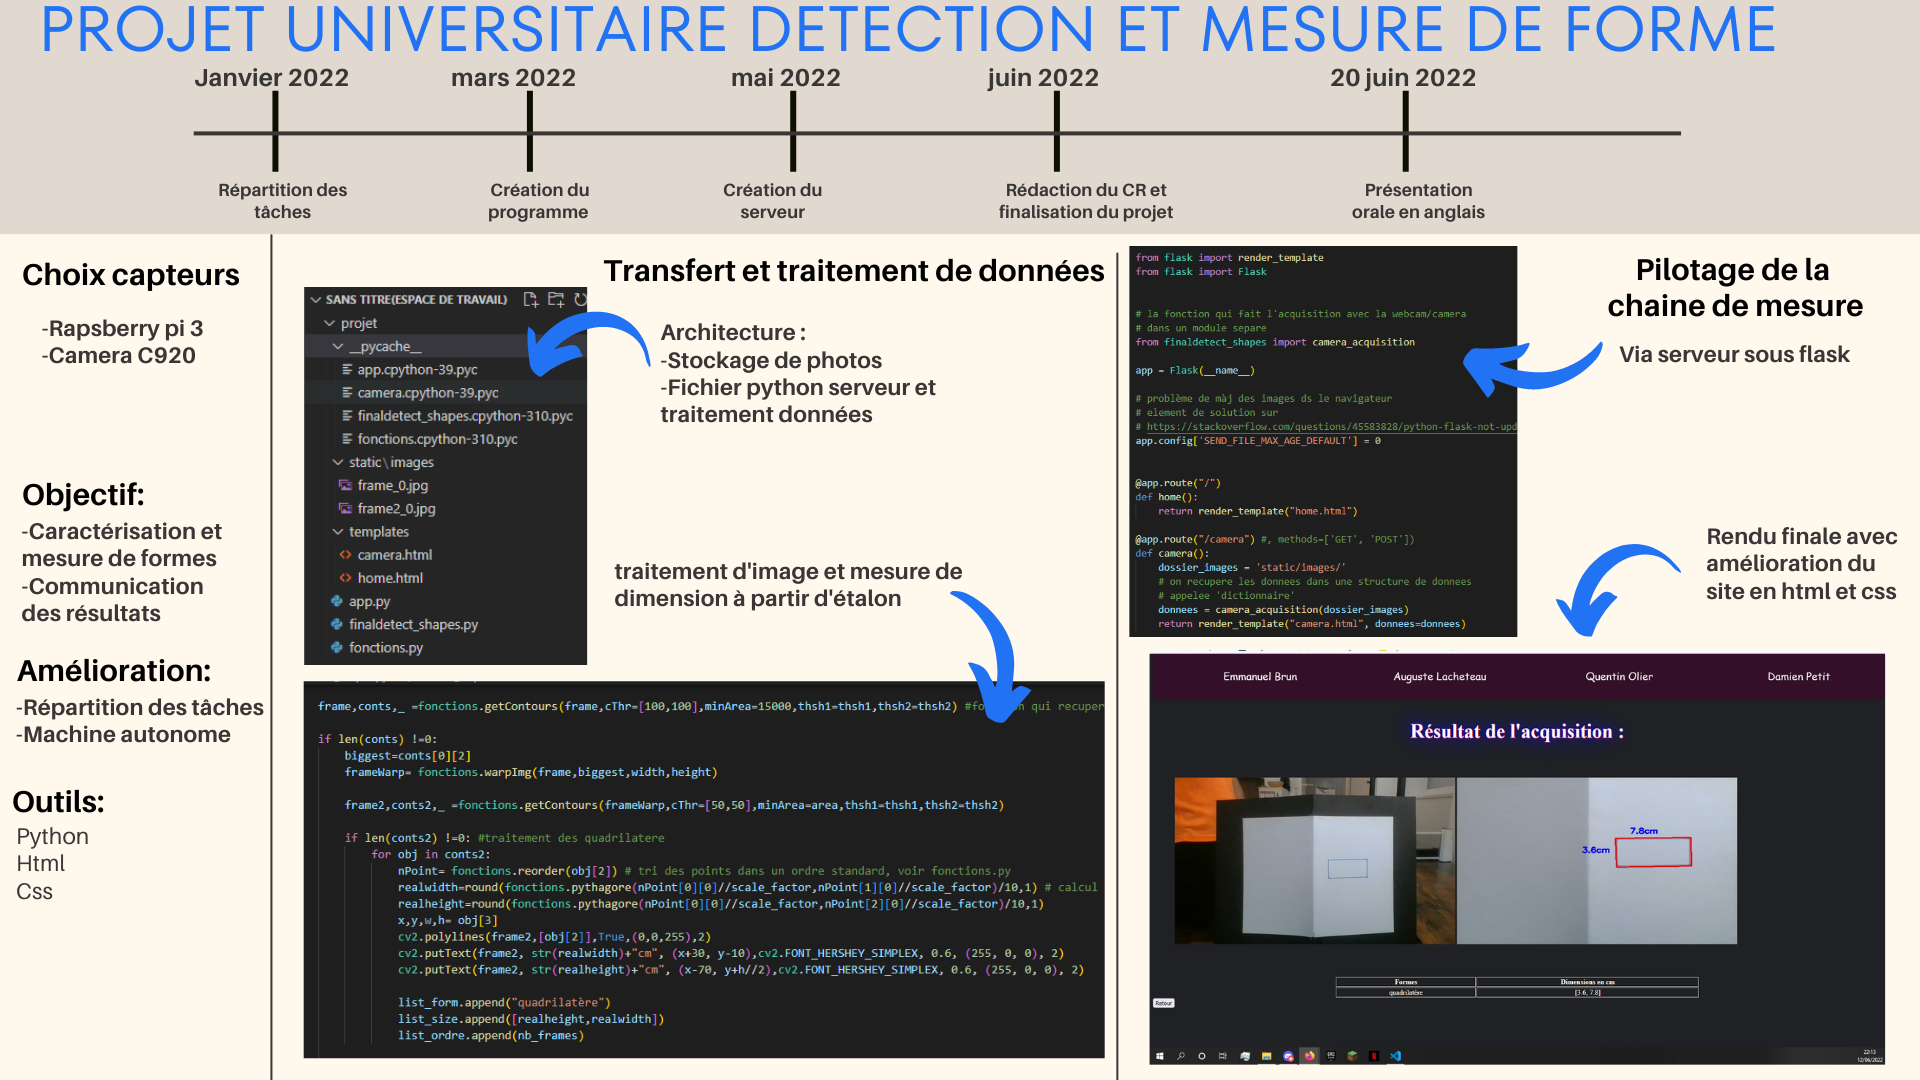 PROJET UNIVERSITAIRE DETECTION ET MESURE DE FORME
Janvier 2022
mars 2022
mai 2022
juin 2022
20 juin 2022
Répartition des
tâches
Création du
programme
Création du
serveur
Rédaction du CR et
finalisation du projet
Présentation
orale en anglais
Choix capteurs
-Rapsberry pi 3
-Camera C920
Objectif:
-Caractérisation et
mesure de formes
-Communication
des résultats
Amélioration:
-Répartition des tâches
-Machine autonome
Outils:
Python
Html
Css
Transfert et traitement de données
SANS TITRE(ESPACE DE TRAVAIL)
projet
__pycache__
app.cpython-39.pyc
camera.cpython-39.pyc
finaldetect_shapes.cpython-310.pyc
fonctions.cpython-310.pyc
static\images
frame_0.jpg
frame2_0.jpg
templates
camera.html
home.html
app.py
finaldetect_shapes.py
fonctions.py
Architecture :
-Stockage de photos
-Fichier python serveur et
traitement données
traitement d'image et mesure de
dimension à partir d'étalon
frame,conts,_ =fonctions.getContours(frame,cThr=[100,100],minArea=15000,thsh1=thsh1,thsh2=thsh2) qui recuper
if len(conts) !=0:
biggest=conts[0][2]
frameWarp= fonctions.warpImg(frame,biggest,width,height)
frame2,conts2,_ =fonctions.getContours(frameWarp,cThr=[50,50],minArea=area,thsh1=thsh1,thsh2=thsh2)
if len(conts2) !=0: #traitement des quadrilatere
for obj in conts2:
nPoint= fonctions.reorder(obj[2]) # tri des points dans un ordre standard, voir fonctions.py
realwidth=round(fonctions.pythagore(nPoint[0][0]//scale_factor,nPoint[1][0]//scale_factor)/10,1) # calcul
realheight=round(fonctions.pythagore(nPoint[0][0]//scale_factor,nPoint[2][0]//scale_factor)/10,1)
x,y,w,h= obj[3]
cv2.polylines(frame2,[obj[2]],True,(0,0,255),2)
cv2.putText(frame2, str(realwidth)+"cm", (x+30, y-10),cv2.FONT_HERSHEY_SIMPLEX, 0.6, (255, 0, 0), 2)
cv2.putText(frame2, str(realheight)+"cm", (x-70, y+h//2),cv2.FONT_HERSHEY_SIMPLEX, 0.6, (255, 0, 0), 2)
list_form.append("quadrilatère")
list_size.append([realheight,realwidth])
list_ordre.append(nb_frames)
from flask import render_template
from flask import Flask
# la fonction qui fait l'acquisition avec la webcam/camera
# dans un module separe
from finaldetect_shapes import camera_acquisition
app = Flask(__name__)
# problème de màj des images ds le navigateur
# element de solution sur
# https://stackoverflow.com/questions/45583828/python-flask-not-upd
app.config['SEND_FILE_MAX_AGE_DEFAULT'] = 0
@app.route("/")
def home():
return render_template("home.html")
@app.route("/camera") #, methods=['GET', 'POST'])
def camera():
dossier_images = 'static/images/'
# on recupere les donnees dans une structure de donnees
# appelee 'dictionnaire'
donnees = camera_acquisition(dossier_images)
return render_template("camera.html", donnees=donnees)
Pilotage de la
chaine de mesure
Via serveur sous flask
Rendu finale avec
amélioration du
site en html et css
Emmanuel Brun
Auguste Lacheteau
Quentin Olier
Damien Petit
Résultat de l'acquisition :
7.8cm
3.6cm
Formes
Dimensions en cm
quadrilatère
[3.6, 7.8]
Retour
22:13
12/06/2022